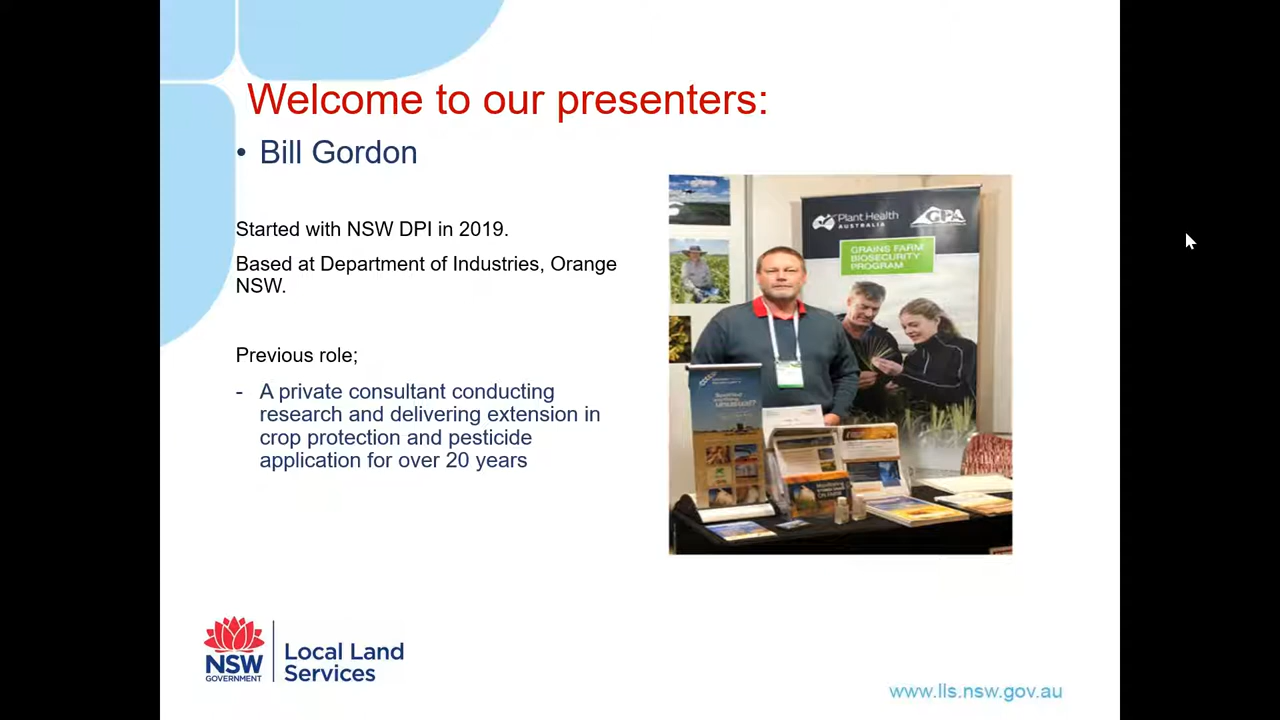 Welcome to our presenters:
• Bill Gordon
Started with NSW DPI in 2019.
Based at Department of Industries, Orange
NSW.
Previous role;
- A private consultant conducting
research and delivering extension in
crop protection and pesticide
application for over 20 years
Plant Health
AUSTRALIA
GPA
GRAINS FARM
BIOSECURITY
PROGRAM
NSW
GOVERNMENT
Local Land
Services
www.lls.nsw.gov.au